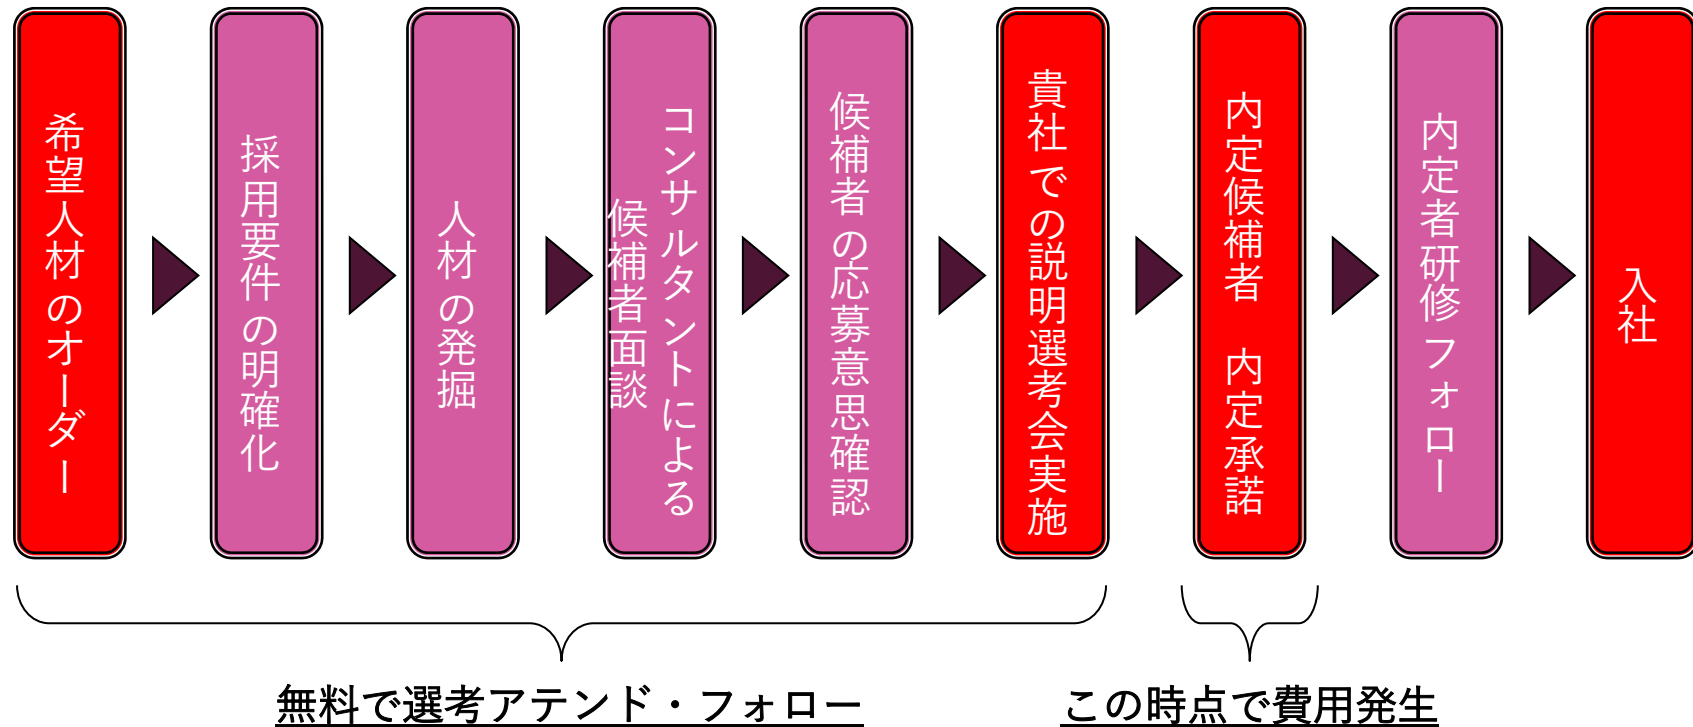 希望人材のオーダー
採用要件の明確化
人材の発掘
コンサルタントによる
候補者面談
候補者の応募意思確認
貴社での説明選考会実施
内定候補者　内定承諾
内定者研修フォロー
入社
無料で選考アテンド・フォロー
この時点で費用発生